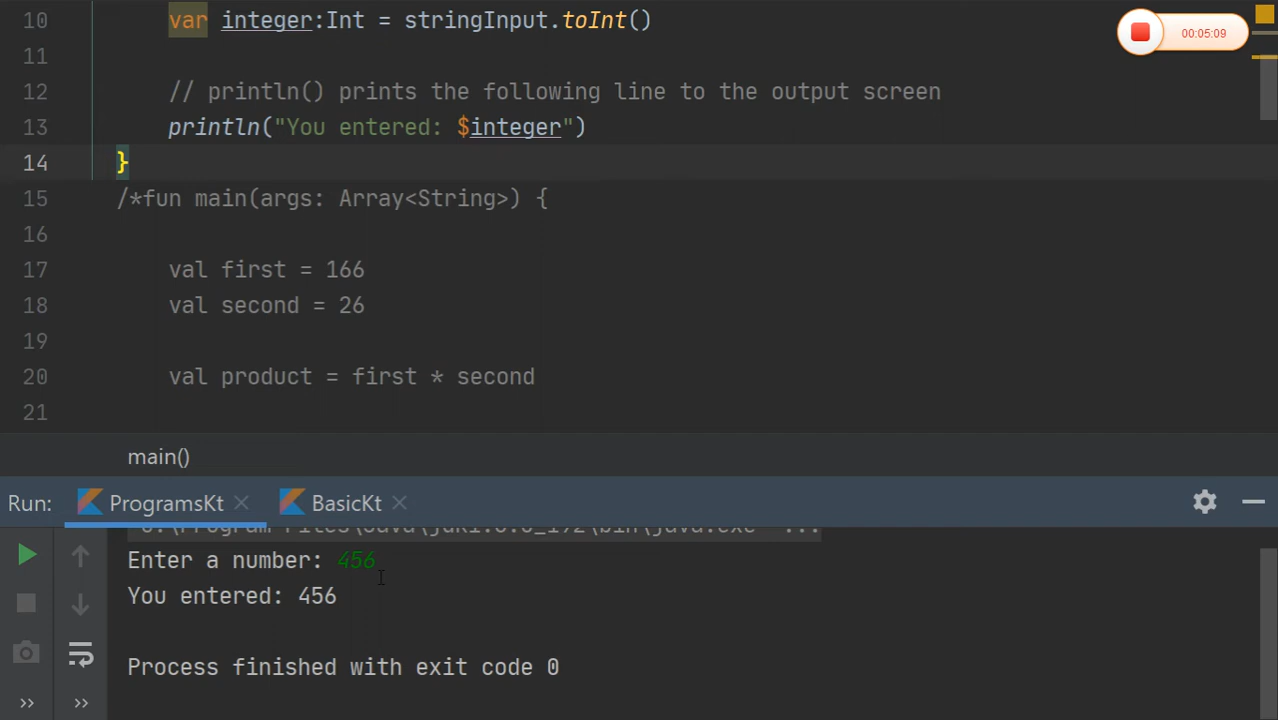 10 var integer:Int = stringInput.toInt()
00:05:09
11
12 // println() prints the following line to the output screen
13 println("You entered: $integer")
14 }
15 /*fun main(args: Array<String>) {
16
17 val first = 166
18 val second = 26
19
20 val product = first * second
21
main()
Run: ProgramsKt × BasicKt ×
Enter a number: 456
You entered: 456
Process finished with exit code 0